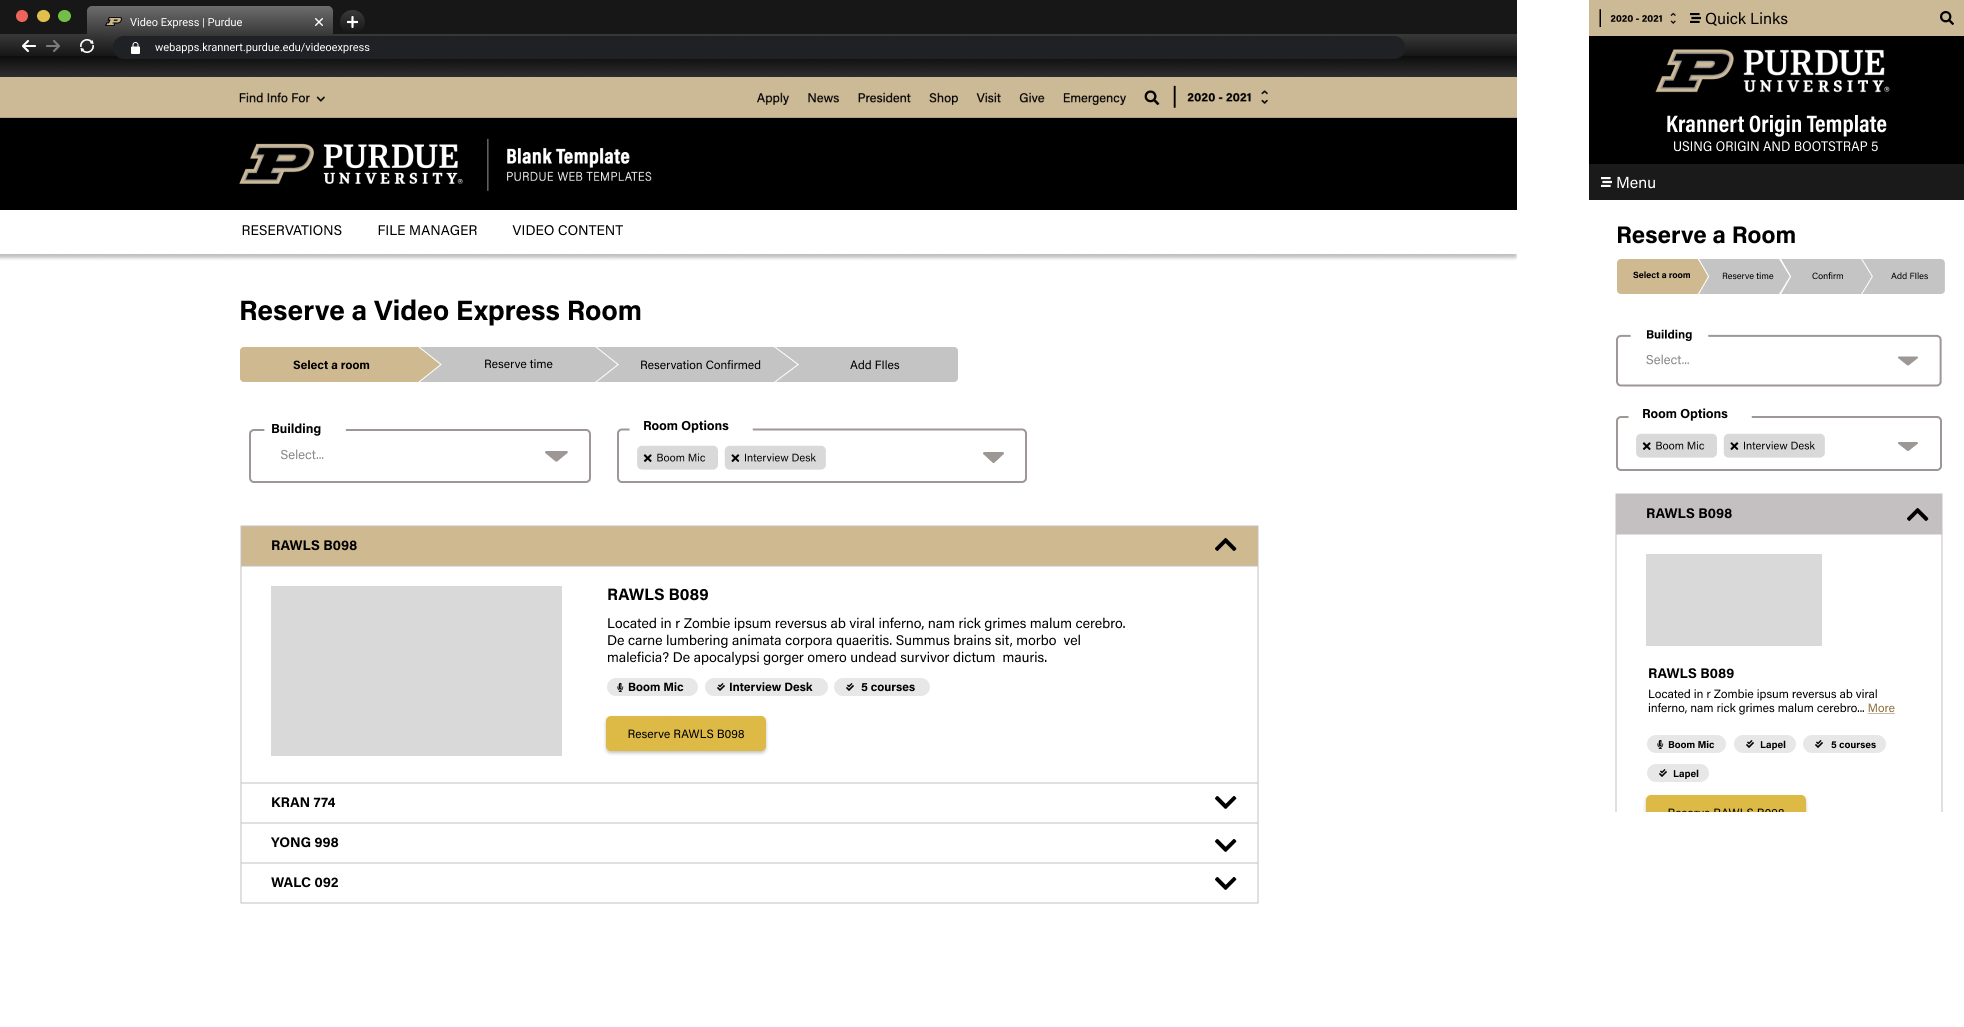 Video Express | Purdue
webapps.krannert.purdue.edu/videoexpress
Find Info For
Apply News President Shop Visit Give Emergency 2020 - 2021
PURDUE
UNIVERSITY®
Blank Template
PURDUE WEB TEMPLATES
RESERVATIONS FILE MANAGER VIDEO CONTENT
Reserve a Video Express Room
Select a room Reserve time Reservation Confirmed Add FIles
Building
Select...
Room Options
Boom Mic Interview Desk
RAWLS B098
RAWLS B089
Located in r Zombie ipsum reversus ab viral inferno, nam rick grimes malum cerebro.
De carne lumbering animata corpora quaeritis. Summus brains sit, morbo vel
maleficia? De apocalypsi gorger omero undead survivor dictum mauris.
Boom Mic Interview Desk 5 courses
Reserve RAWLS B098
KRAN 774
YONG 998
WALC 092
2020 - 2021 Quick Links
PURDUE
UNIVERSITY®
Krannert Origin Template
USING ORIGIN AND BOOTSTRAP 5
Menu
Reserve a Room
Select a room Reserve time Confirm Add FIles
Building
Select...
Room Options
Boom Mic Interview Desk
RAWLS B098
RAWLS B089
Located in r Zombie ipsum reversus ab viral
inferno, nam rick grimes malum cerebro... More
Boom Mic Lapel 5 courses
Lapel
Reserve RAWLS B098